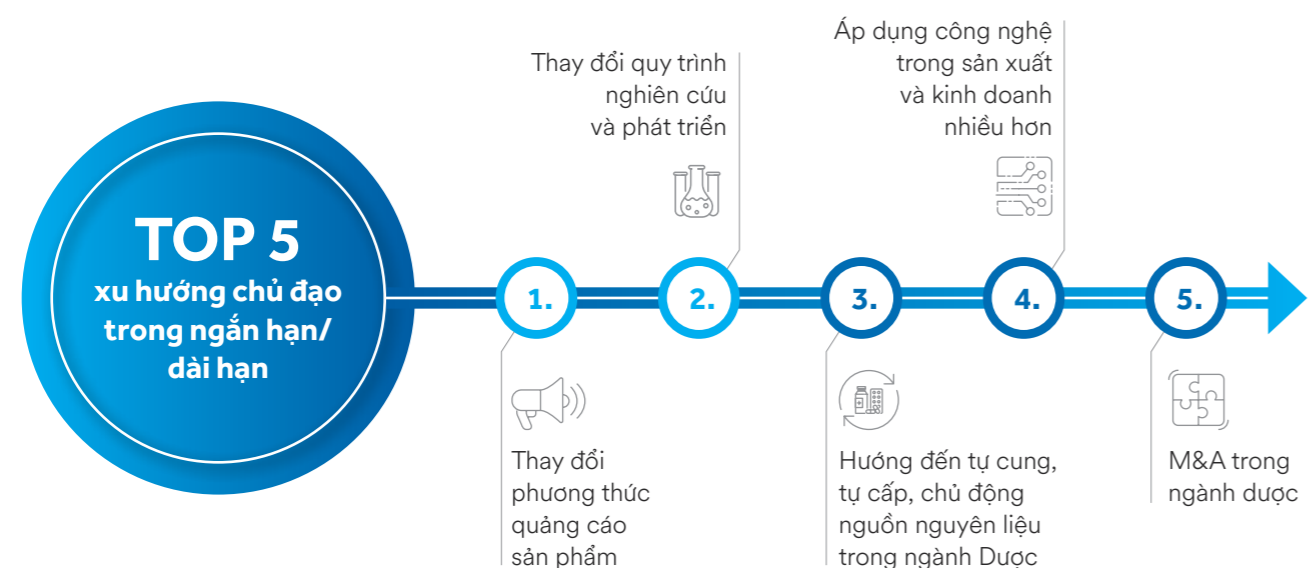 TOP 5
xu hướng chủ đạo
trong ngắn hạn/
dài hạn
1.
Thay đổi
phương thức
quảng cáo
sản phẩm
2.
Thay đổi quy trình
nghiên cứu
và phát triển
3.
Hướng đến tự cung,
tự cấp, chủ động
nguồn nguyên liệu
trong ngành Dược
4.
Áp dụng công nghệ
trong sản xuất
và kinh doanh
nhiều hơn
5.
M&A trong
ngành dược